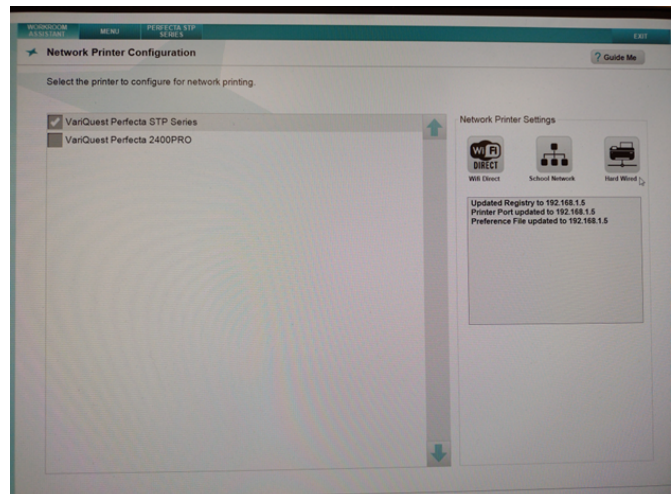 WORKROOM
ASSISTANT
MENU
PERFECTA STP
SERIES
EXIT
Network Printer Configuration
? Guide Me
Select the printer to configure for network printing.
VariQuest Perfecta STP Series
VariQuest Perfecta 2400PRO
Network Printer Settings
Wi Fi
DIRECT
Wifi Direct
School Network
Hard Wired
Updated Registry to 192.168.1.5
Printer Port updated to 192.168.1.5
Preference File updated to 192.168.1.5